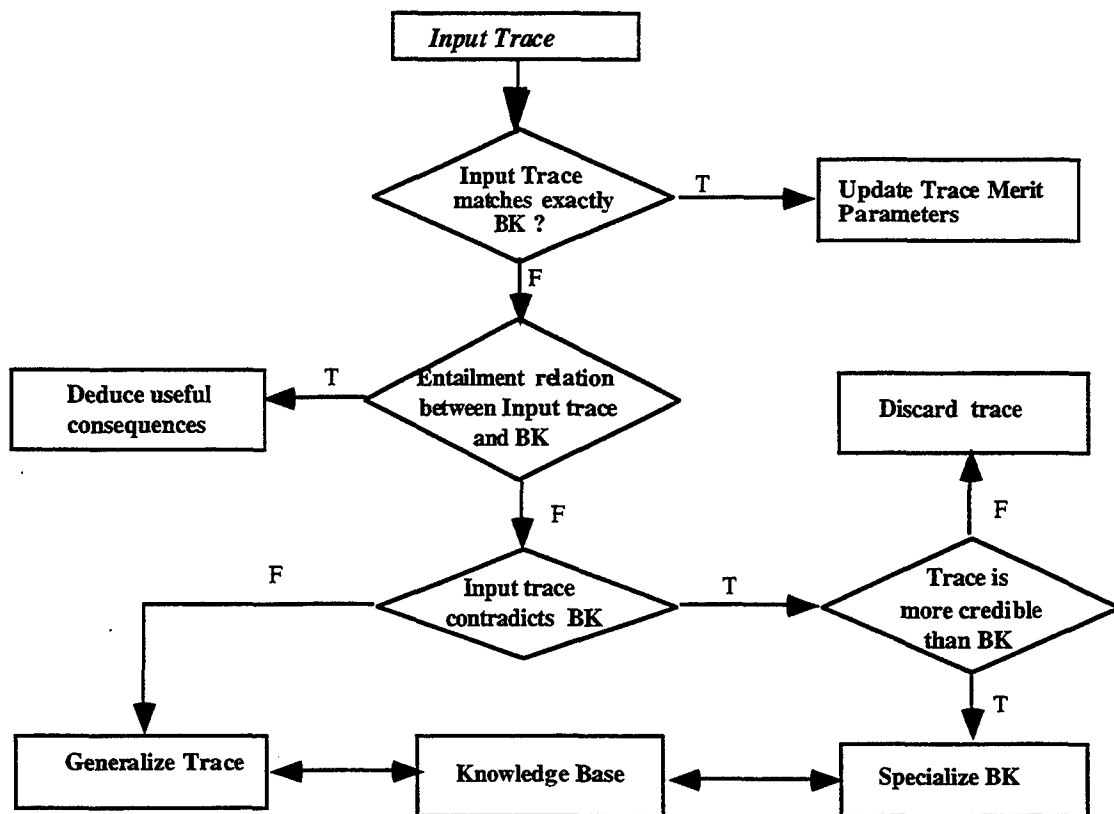 Input Trace
Input Trace
matches exactly
BK ?
T
Update Trace Merit
Parameters
F
Entailment relation
between Input trace
and BK
T
Deduce useful
consequences
F
Discard trace
F
Input trace
contradicts BK
F
T
Trace is
more credible
than BK
T
Generalize Trace
Knowledge Base
Specialize BK